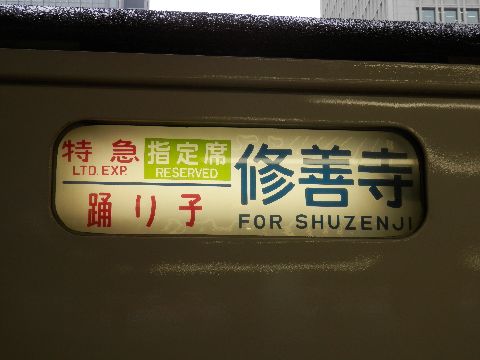 特急 指定席
LTD. EXP. RESERVED
踊り子
修善寺
FOR SHUZENJI